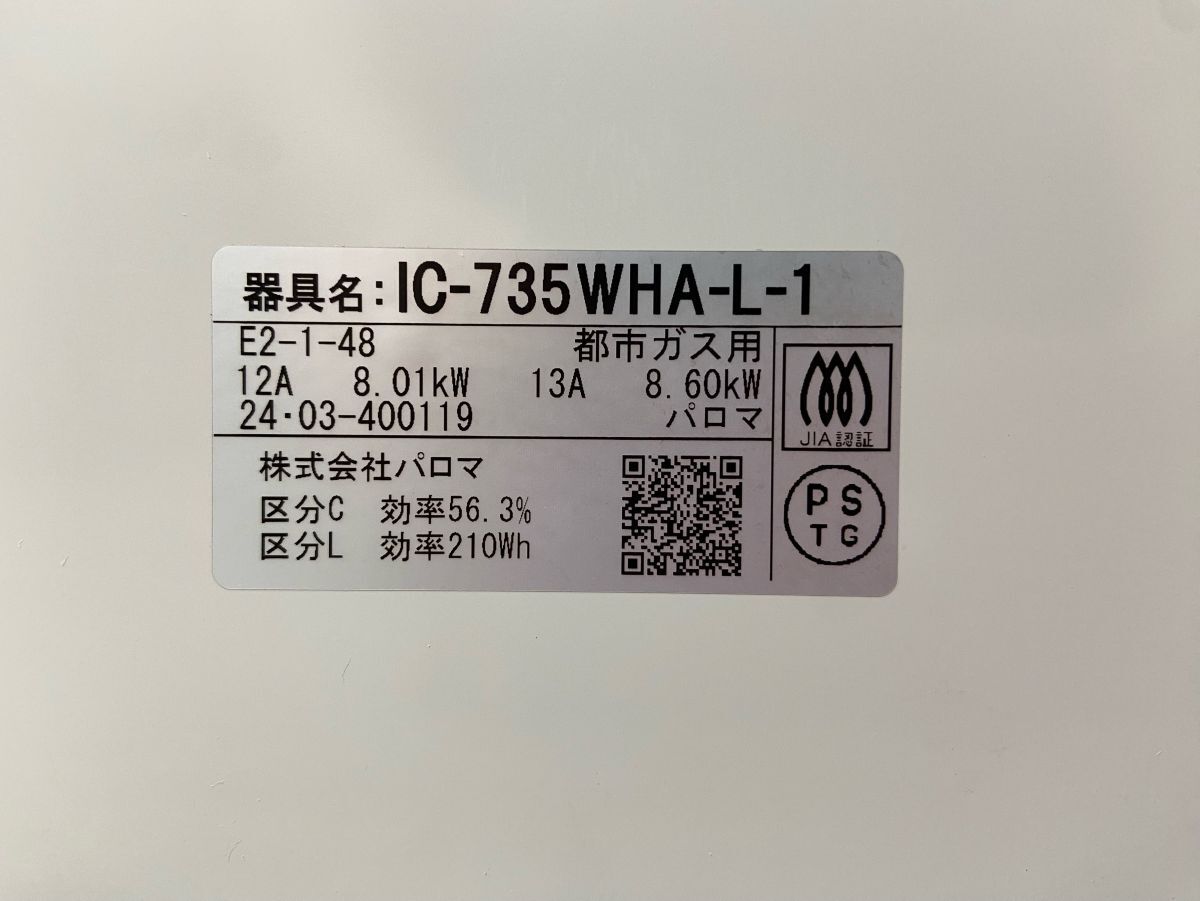 器具名:IC-735WHA-L-1
E2-1-48 都市ガス用
12A 8.01kW 13A 8.60kW
24・03-400119 パロマ
JIA認証
株式会社パロマ
区分C 効率56.3%
区分L 効率210Wh
PS
TG